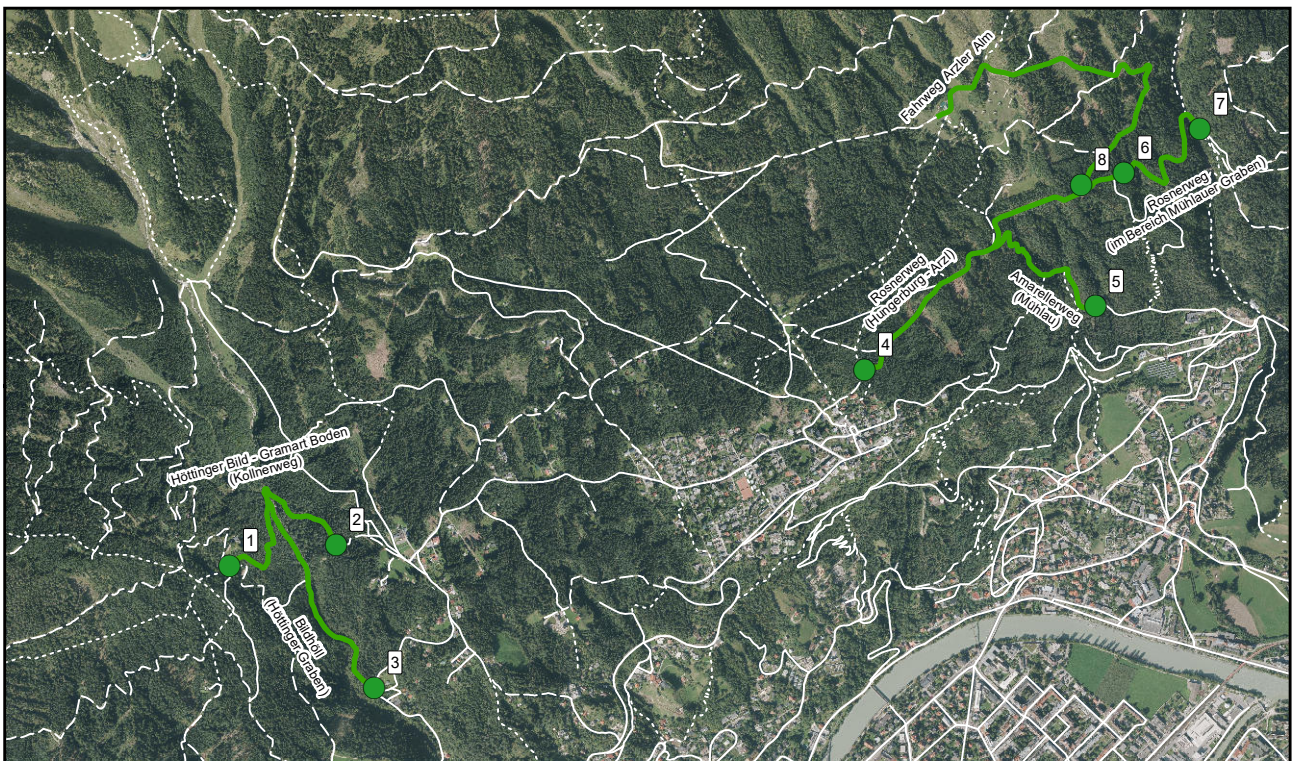 Fahrweg Arzler Alm
7
6
8
Rosnerweg
(im Bereich Mühlauer Graben)
Rosnerweg
(Hungerburg - Arzl)
Amarellerweg
(Mühlau)
5
4
Höttinger Bild - Gramart Boden
(Kollnerweg)
2
1
Bildhöll
(Höttinger Graben)
3